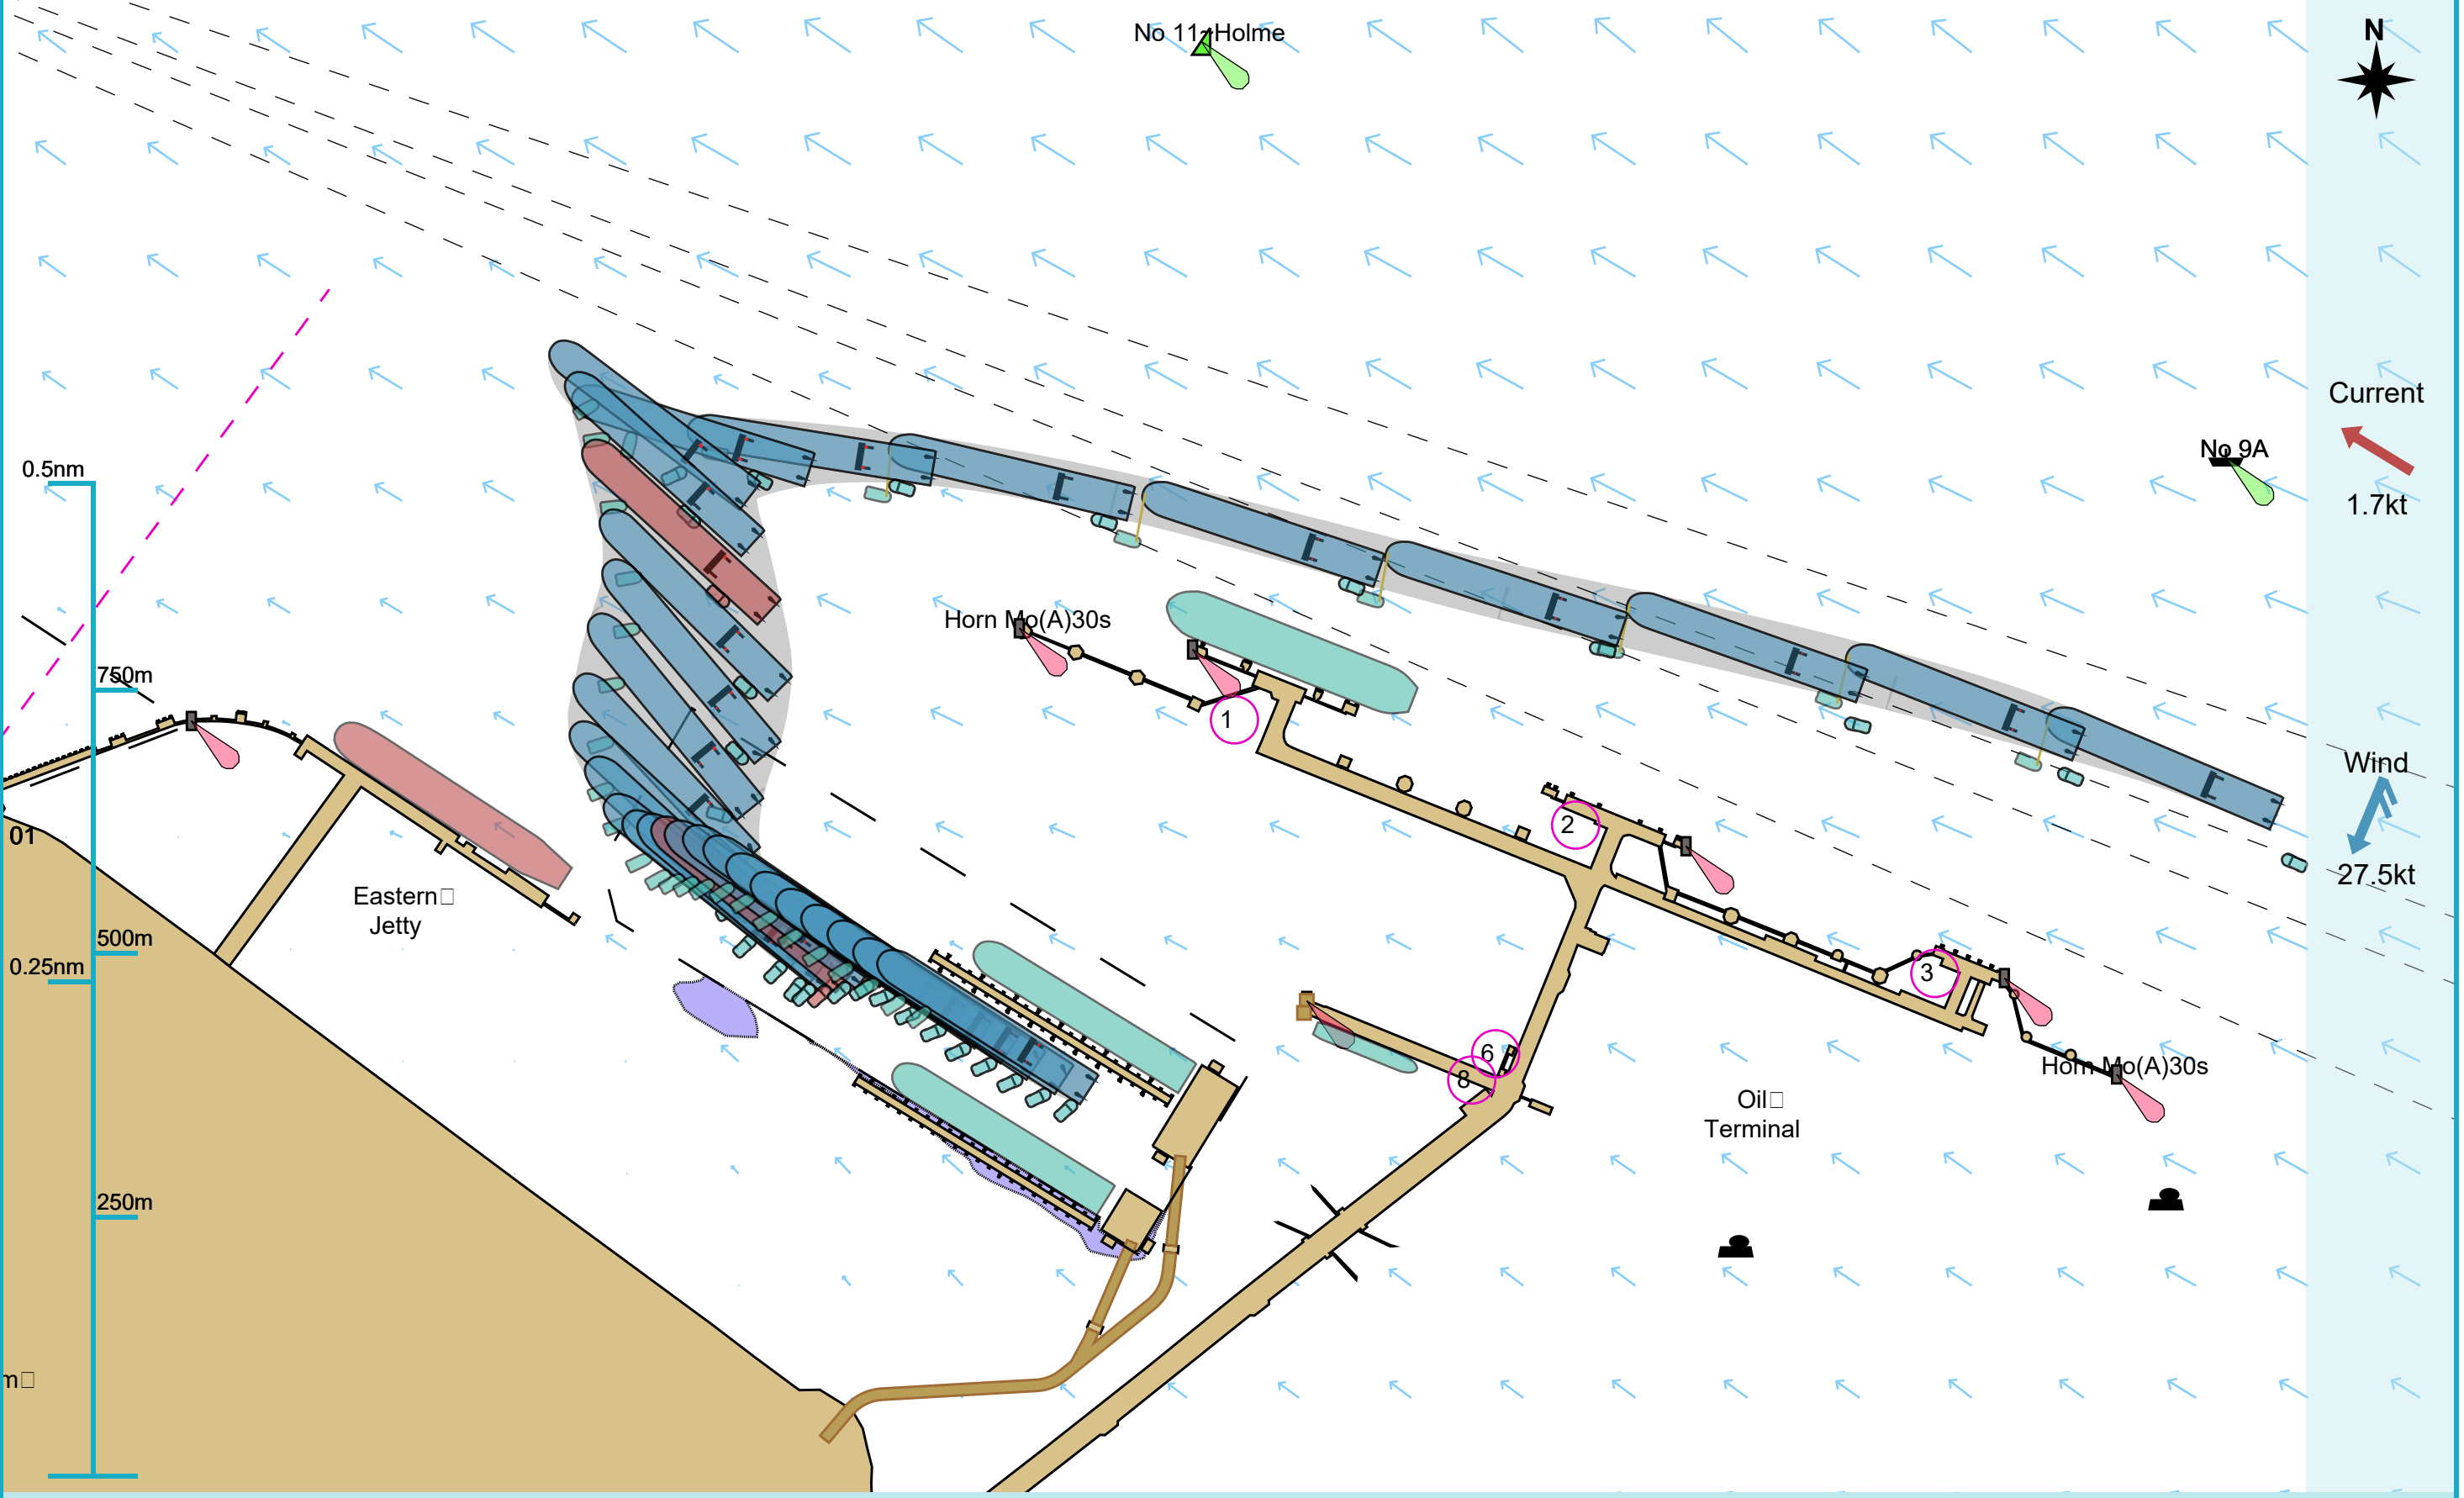 No 11-Holme
N
Current
1.7kt
No 9A
0.5nm
Horn Mo(A)30s
750m
1
Wind
27.5kt
2
01
Eastern
Jetty
500m
0.25nm
3
6
8
Horn Mo(A)30s
Oil
Terminal
250m
m